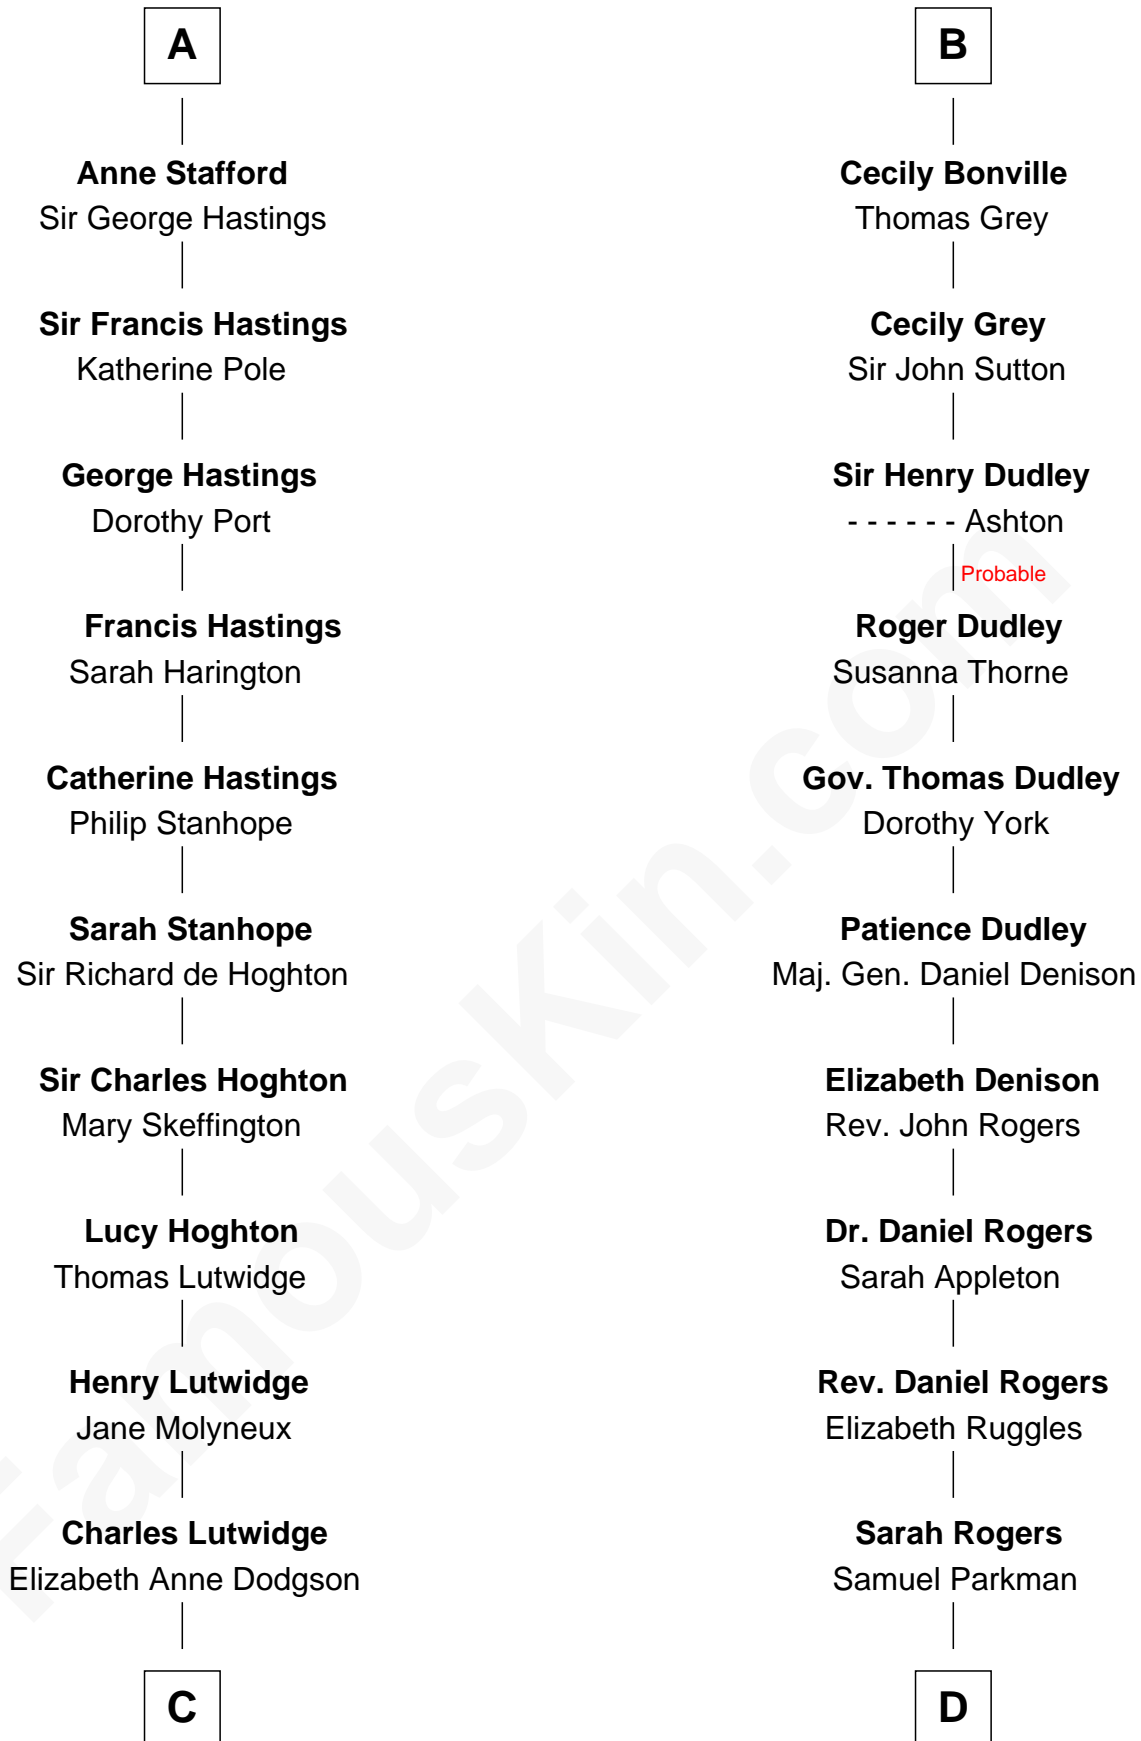 A
Anne Stafford
Sir George Hastings
Sir Francis Hastings
Katherine Pole
George Hastings
Dorothy Port
Francis Hastings
Sarah Harington
Catherine Hastings
Philip Stanhope
Sarah Stanhope
Sir Richard de Hoghton
Sir Charles Hoghton
Mary Skeffington
Lucy Hoghton
Thomas Lutwidge
Henry Lutwidge
Jane Molyneux
Charles Lutwidge
Elizabeth Anne Dodgson
C
B
Cecily Bonville
Thomas Grey
Cecily Grey
Sir John Sutton
Sir Henry Dudley
- - - - - - Ashton
Probable
Roger Dudley
Susanna Thorne
Gov. Thomas Dudley
Dorothy York
Patience Dudley
Maj. Gen. Daniel Denison
Elizabeth Denison
Rev. John Rogers
Dr. Daniel Rogers
Sarah Appleton
Rev. Daniel Rogers
Elizabeth Ruggles
Sarah Rogers
Samuel Parkman
D
FamousKin.com